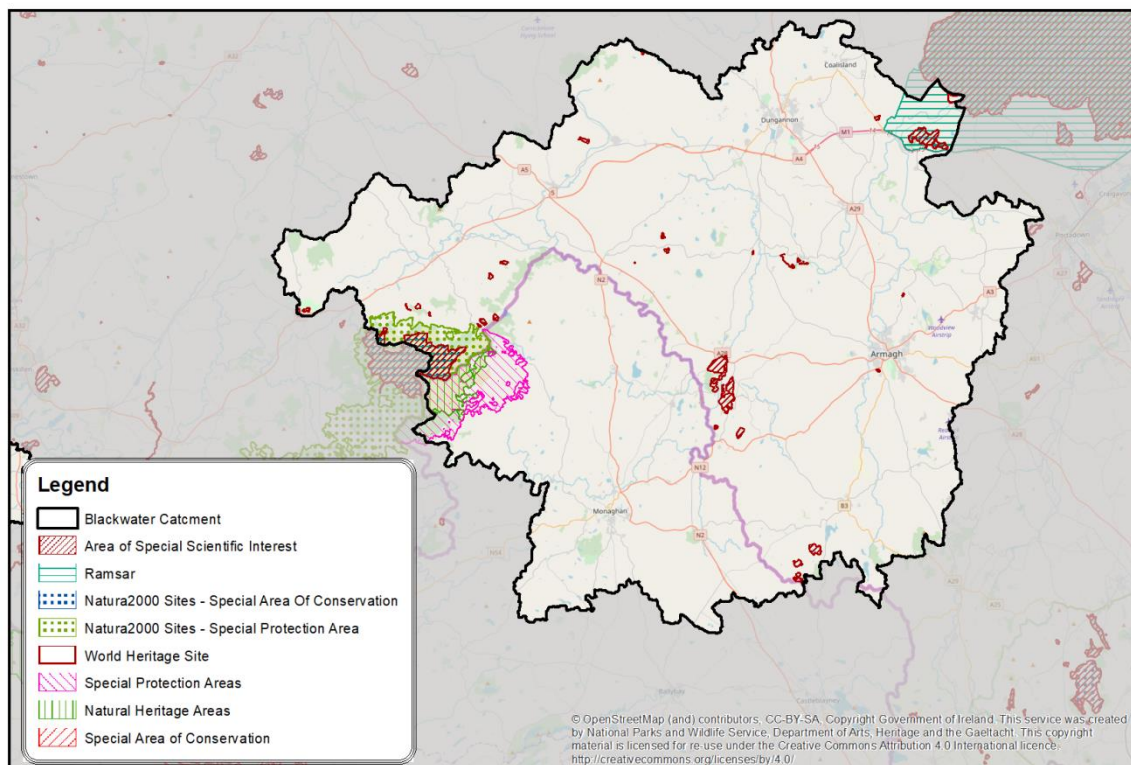 Coalisland
Dungannon
M1
A4
A5
A29
N2
A3
Armagh
A28
N12
Monaghan
B3
N2
N54
Ballybay
Castleblayney
Legend
Blackwater Catcment
Area of Special Scientific Interest
Ramsar
Natura2000 Sites - Special Area Of Conservation
Natura2000 Sites - Special Protection Area
World Heritage Site
Special Protection Areas
Natural Heritage Areas
Special Area of Conservation
© OpenStreetMap (and) contributors, CC-BY-SA, Copyright Government of Ireland. This service was created
by National Parks and Wildlife Service, Department of Arts, Heritage and the Gaeltacht. This copyright
material is licensed for re-use under the Creative Commons Attribution 4.0 International licence.
http://creativecommons.org/licenses/by/4.0/